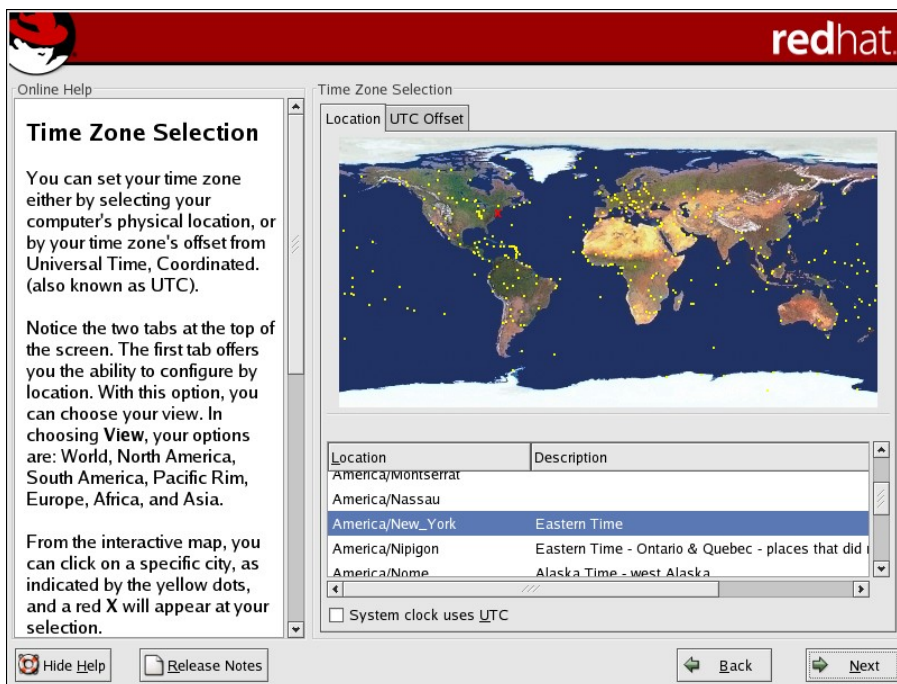 redhat.
Online Help
Time Zone Selection
You can set your time zone
either by selecting your
computer's physical location, or
by your time zone's offset from
Universal Time, Coordinated.
(also known as UTC).
Notice the two tabs at the top of
the screen. The first tab offers
you the ability to configure by
location. With this option, you
can choose your view. In
choosing View, your options
are: World, North America,
South America, Pacific Rim,
Europe, Africa, and Asia.
From the interactive map, you
can click on a specific city, as
indicated by the yellow dots,
and a red X will appear at your
selection.
Time Zone Selection
Location UTC Offset
Location Description
America/Montserrat
America/Nassau
America/New_York Eastern Time
America/Nipigon Eastern Time - Ontario & Quebec - places that did
America/Nome Alaska Time - west Alaska
System clock uses UTC
Hide Help Release Notes Back Next